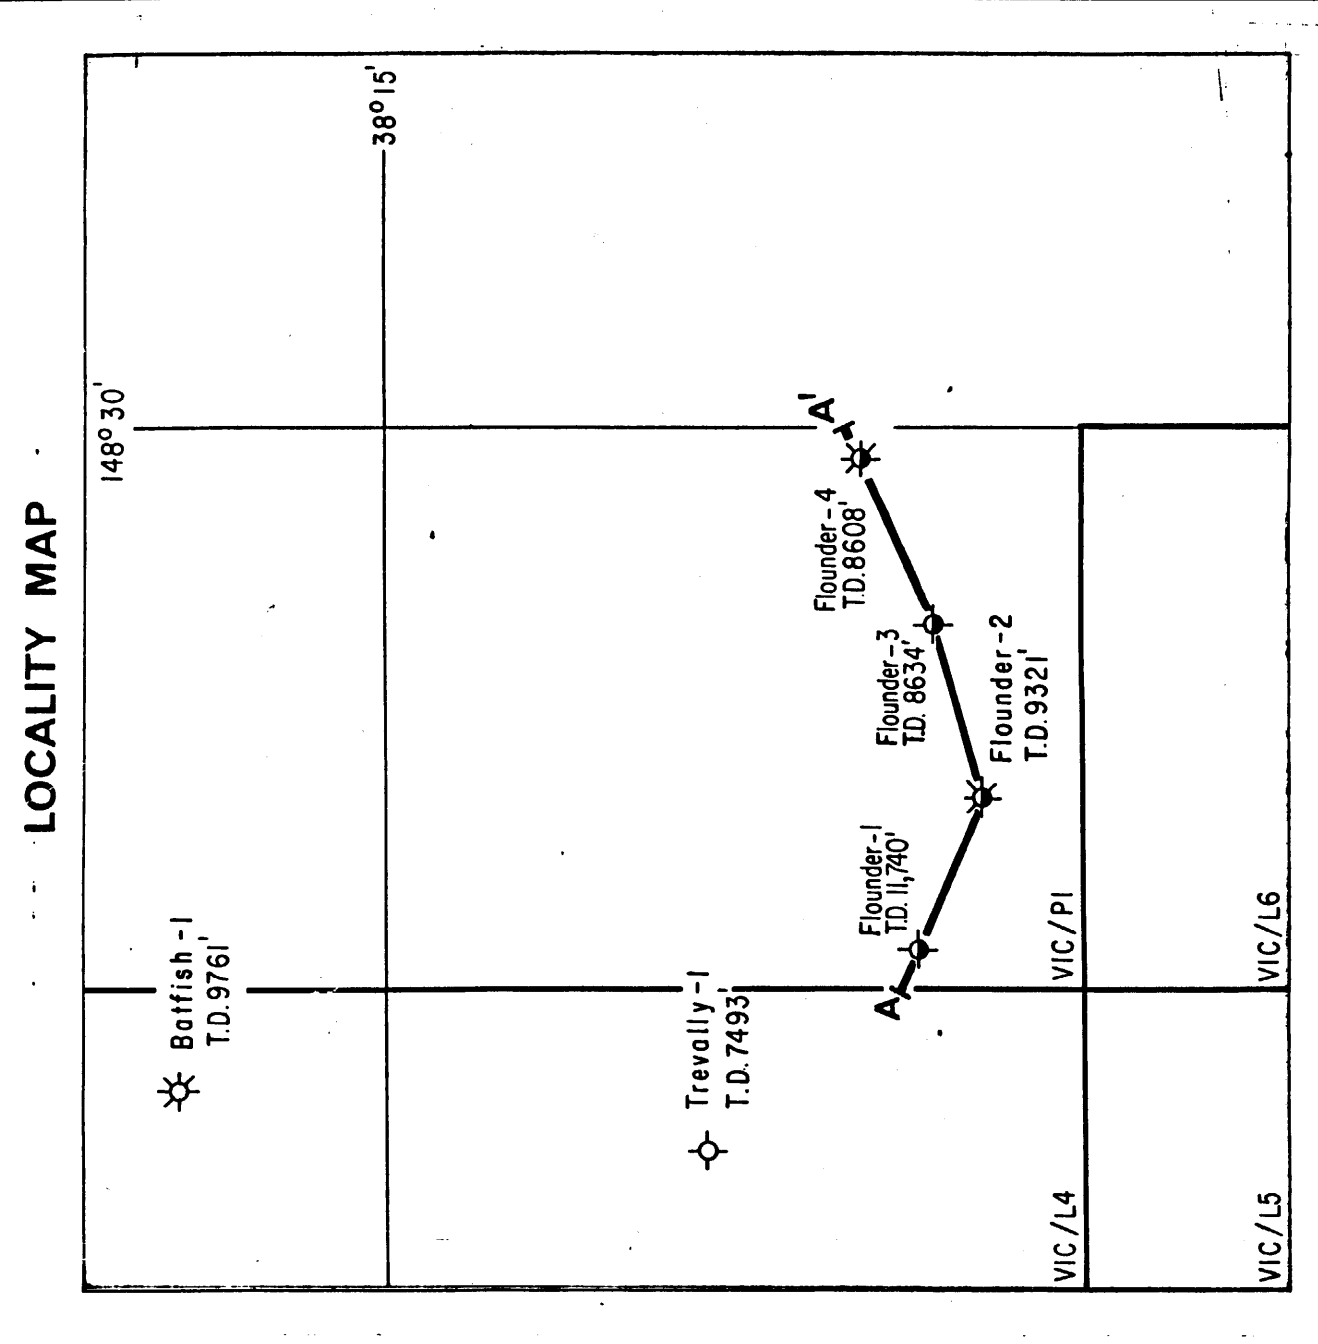 LOCALITY MAP
148° 30'
38° 15'
Batfish-1
T.D. 9761'
Trevally-1
T.D. 7493'
A
Flounder-1
T.D. 11,740'
Flounder-2
T.D. 9321'
Flounder-3
T.D. 8634'
Flounder-4
T.D. 8608'
A'
VIC/L4
VIC/P1
VIC/L5
VIC/L6